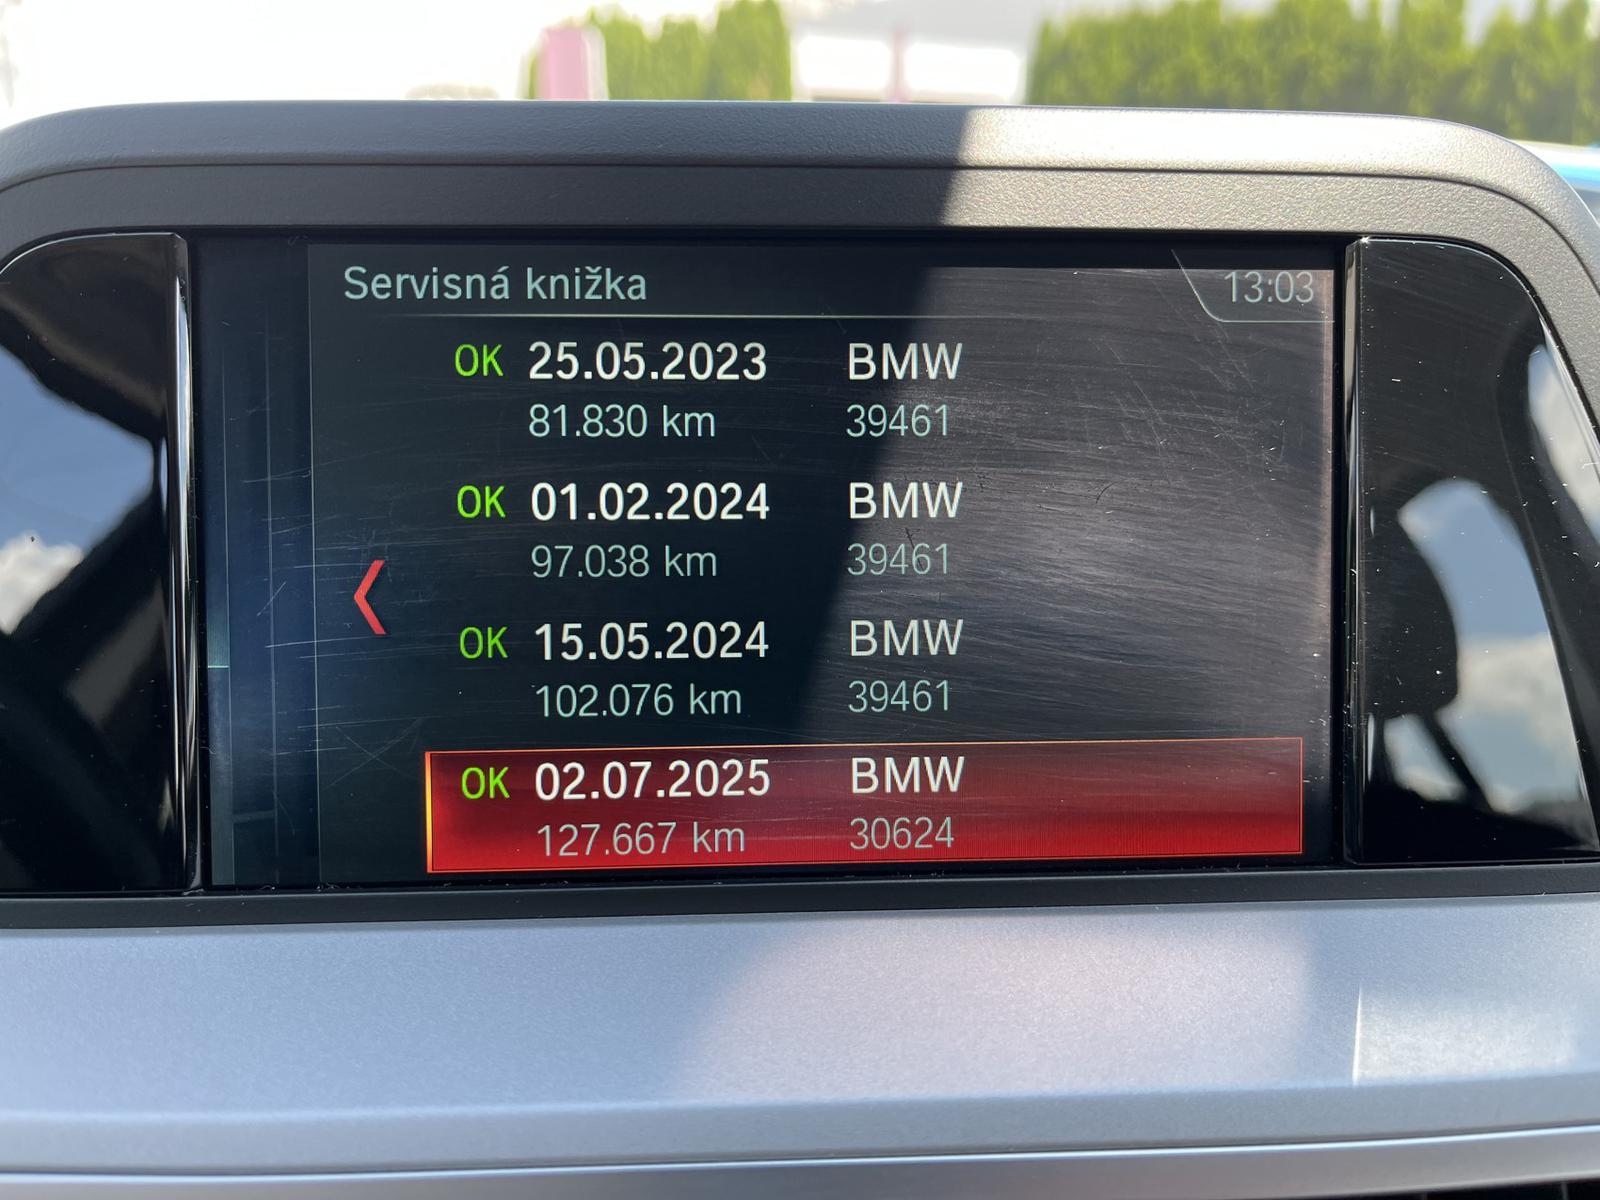 Servisná knižka 13:03
OK 25.05.2023 BMW
81.830 km 39461
OK 01.02.2024 BMW
97.038 km 39461
OK 15.05.2024 BMW
102.076 km 39461
OK 02.07.2025 BMW
127.667 km 30624